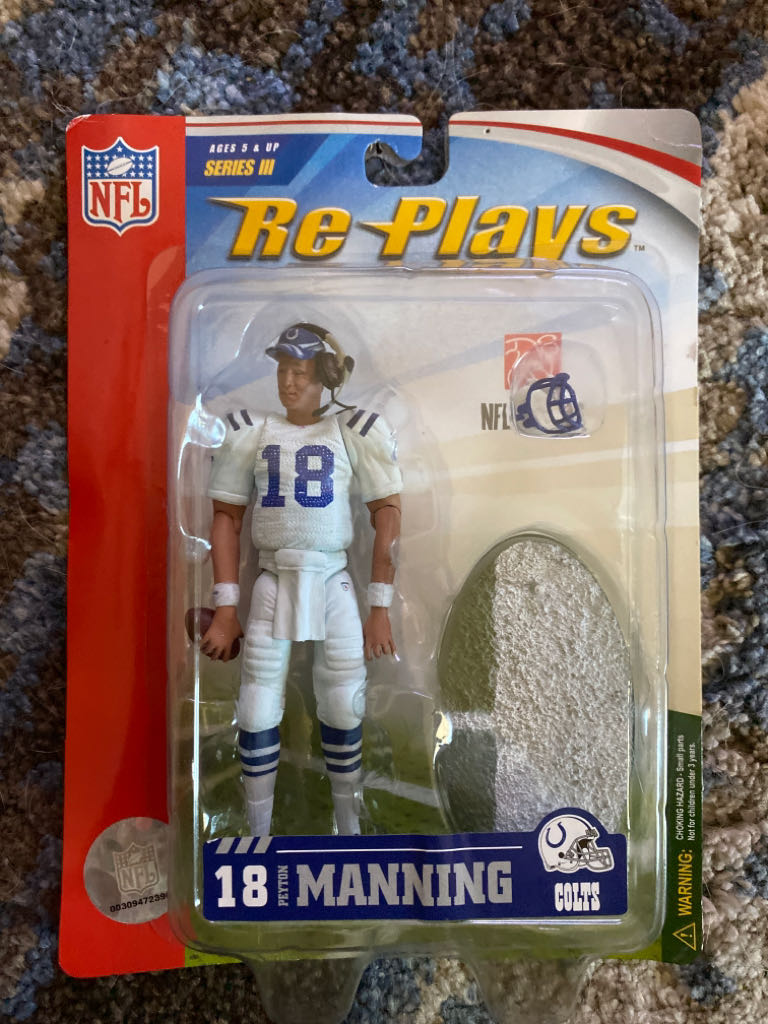 AGES 5 & UP
SERIES III
NFL
Re-Plays™
NFL
18
NFL
18 PEYTON MANNING
COLTS
WARNING: CHOKING HAZARD - Small parts
Not for children under 3 years.